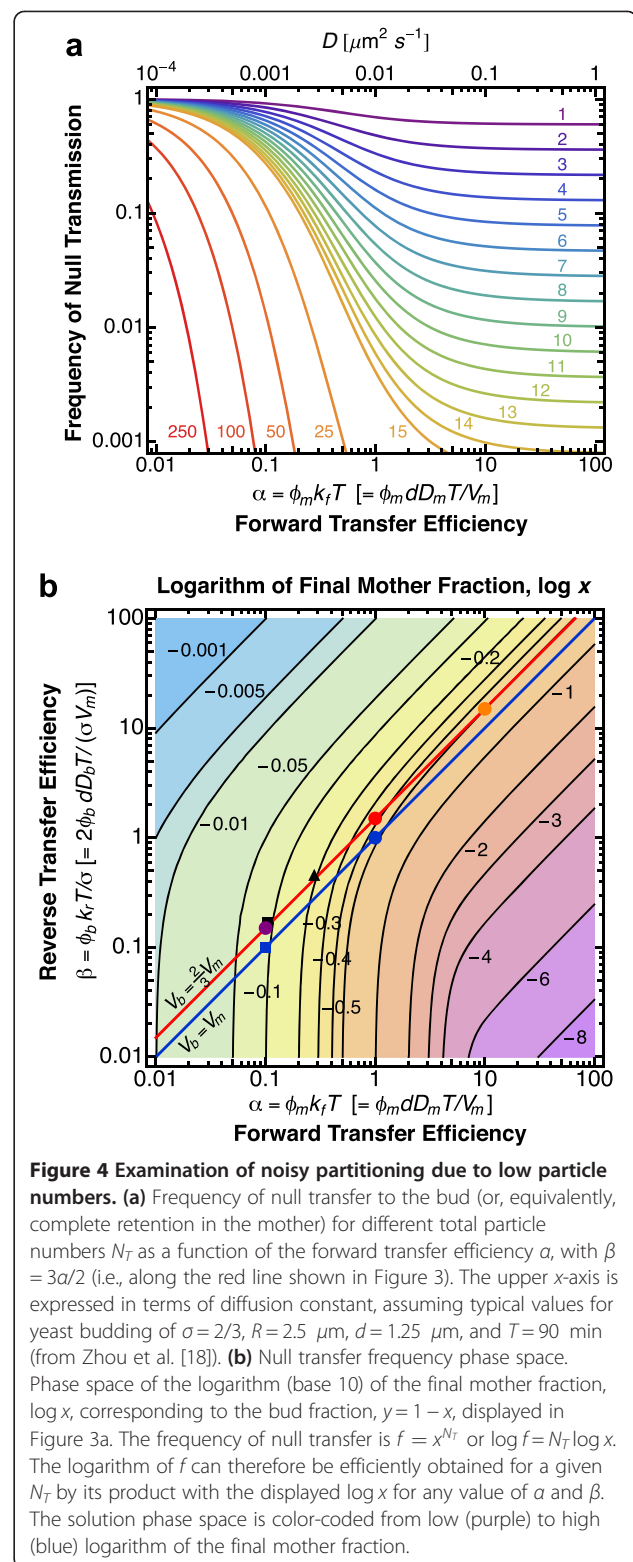 a
D [μm² s⁻¹]
10⁻⁴ 0.001 0.01 0.1 1
Frequency of Null Transmission
1
0.1
0.01
0.001
1
2
3
4
5
6
7
8
9
10
11
12
13
14
15
25
50
100
250
0.01 0.1 1 10 100
α = ϕₘ k_f T [= ϕₘ dDₘT/Vₘ]
Forward Transfer Efficiency
b
Logarithm of Final Mother Fraction, log x
Reverse Transfer Efficiency
β = ϕ_b k_r T/σ [= 2ϕ_b dD_bT/(σVₘ)]
100
10
1
0.1
0.01
−0.001
−0.005
−0.01
−0.05
−0.1
−0.2
−0.3
−0.4
−0.5
−1
−2
−3
−4
−6
−8
V_b = 2/3 Vₘ
V_b = Vₘ
0.01 0.1 1 10 100
α = ϕₘ k_f T [= ϕₘ dDₘT/Vₘ]
Forward Transfer Efficiency
Figure 4 Examination of noisy partitioning due to low particle
numbers. (a) Frequency of null transfer to the bud (or, equivalently,
complete retention in the mother) for different total particle
numbers N_T as a function of the forward transfer efficiency α, with β
= 3α/2 (i.e., along the red line shown in Figure 3). The upper x-axis is
expressed in terms of diffusion constant, assuming typical values for
yeast budding of σ = 2/3, R = 2.5 μm, d = 1.25 μm, and T = 90 min
(from Zhou et al. [18]). (b) Null transfer frequency phase space.
Phase space of the logarithm (base 10) of the final mother fraction,
log x, corresponding to the bud fraction, y = 1 − x, displayed in
Figure 3a. The frequency of null transfer is f = x^{N_T} or log f = N_T log x.
The logarithm of f can therefore be efficiently obtained for a given
N_T by its product with the displayed log x for any value of α and β.
The solution phase space is color-coded from low (purple) to high
(blue) logarithm of the final mother fraction.